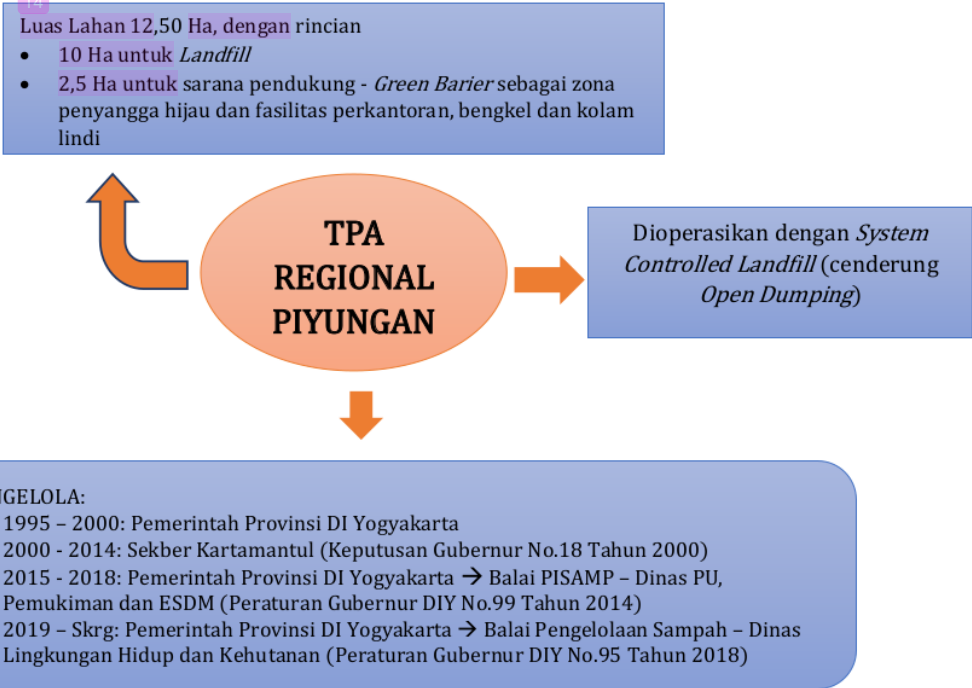 14
Luas Lahan 12,50 Ha, dengan rincian
• 10 Ha untuk Landfill
• 2,5 Ha untuk sarana pendukung - Green Barier sebagai zona
penyangga hijau dan fasilitas perkantoran, bengkel dan kolam
lindi
TPA
REGIONAL
PIYUNGAN
Dioperasikan dengan System
Controlled Landfill (cenderung
Open Dumping)
NGELOLA:
1995 – 2000: Pemerintah Provinsi DI Yogyakarta
2000 - 2014: Sekber Kartamantul (Keputusan Gubernur No.18 Tahun 2000)
2015 - 2018: Pemerintah Provinsi DI Yogyakarta → Balai PISAMP – Dinas PU,
Pemukiman dan ESDM (Peraturan Gubernur DIY No.99 Tahun 2014)
2019 – Skrg: Pemerintah Provinsi DI Yogyakarta → Balai Pengelolaan Sampah – Dinas
Lingkungan Hidup dan Kehutanan (Peraturan Gubernur DIY No.95 Tahun 2018)